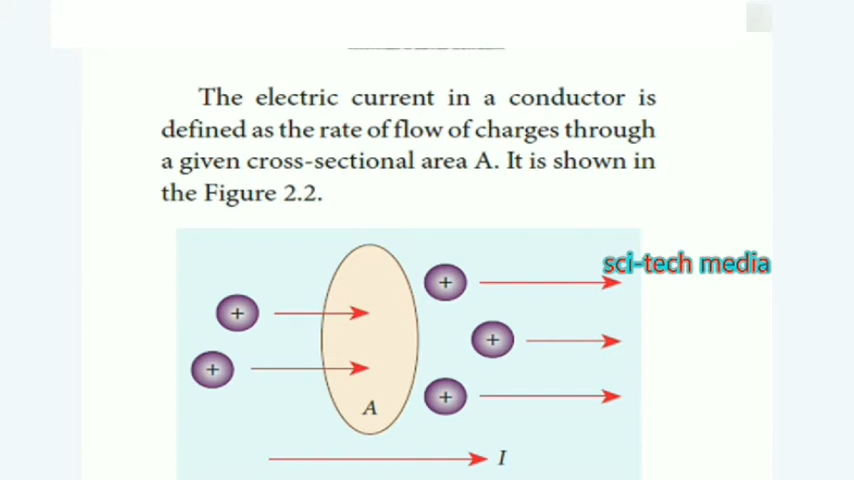 The electric current in a conductor is
defined as the rate of flow of charges through
a given cross-sectional area A. It is shown in
the Figure 2.2.
sci-tech media
+
+
+
+
+
A
I